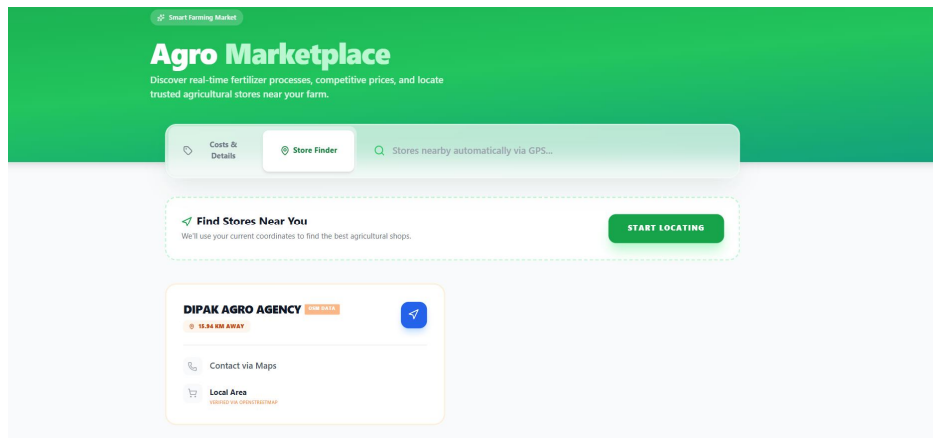 Smart Farming Market
Agro Marketplace
Discover real-time fertilizer processes, competitive prices, and locate
trusted agricultural stores near your farm.
Costs &
Details
Store Finder
Stores nearby automatically via GPS...
Find Stores Near You
We'll use your current coordinates to find the best agricultural shops.
START LOCATING
DIPAK AGRO AGENCY OSM DATA
15.94 KM AWAY
Contact via Maps
Local Area
VERIFIED VIA OPENSTREETMAP